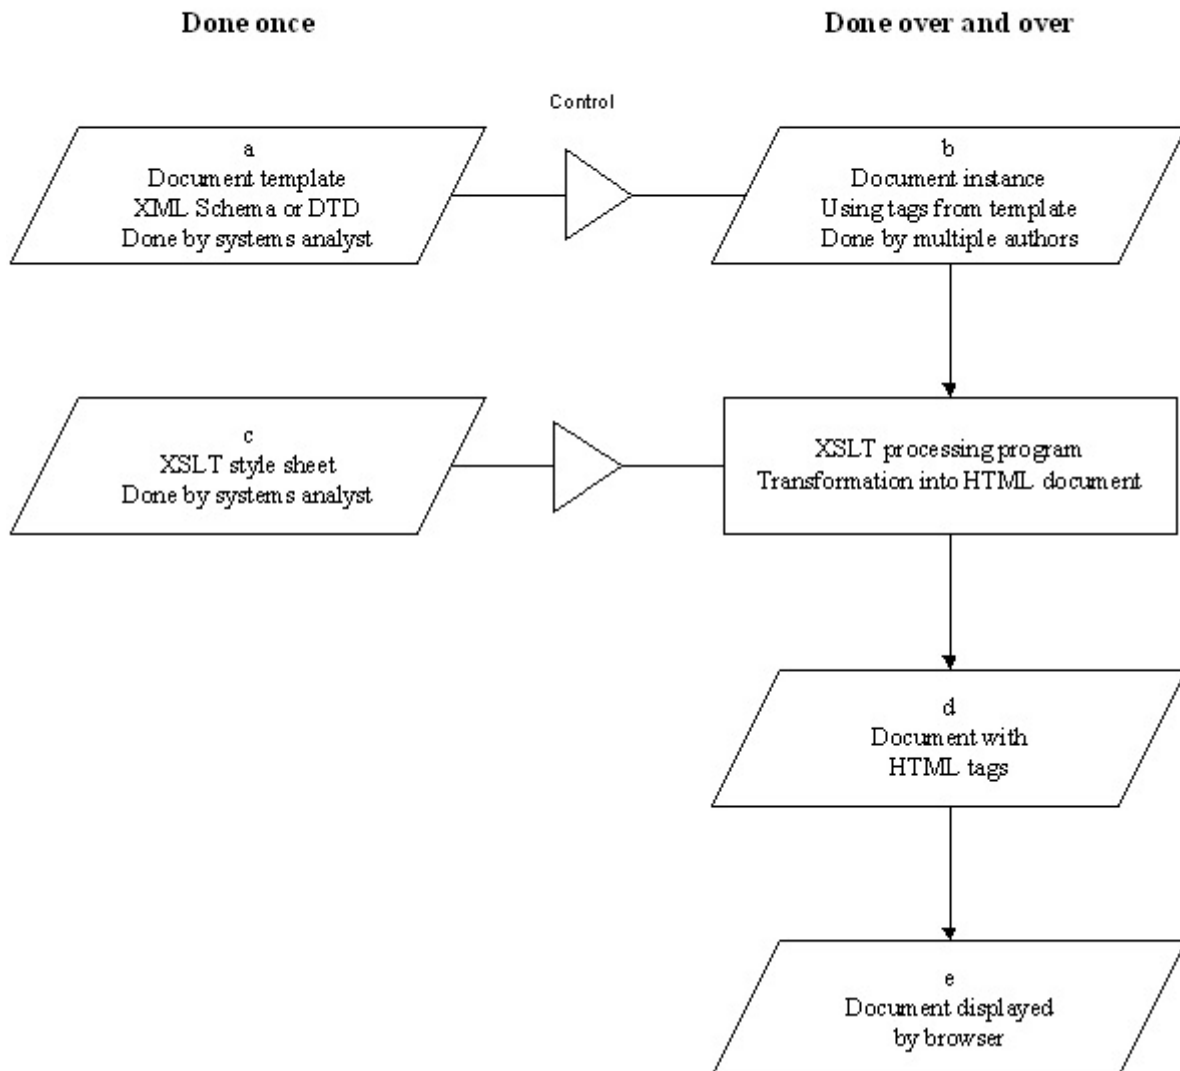 Done once
Done over and over
Control
a
Document template
XML Schema or DTD
Done by systems analyst
b
Document instance
Using tags from template
Done by multiple authors
c
XSLT style sheet
Done by systems analyst
XSLT processing program
Transformation into HTML document
d
Document with
HTML tags
e
Document displayed
by browser